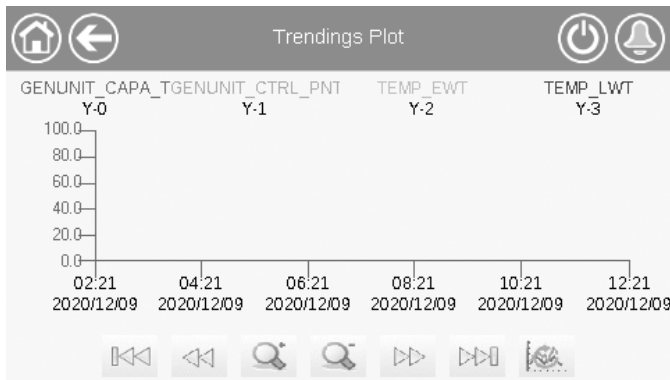 Trendings Plot
GENUNIT_CAPA_T GENUNIT_CTRL_PNT TEMP_EWT TEMP_LWT
Y-0 Y-1 Y-2 Y-3
100.0
80.0
60.0
40.0
20.0
0.0
02:21 04:21 06:21 08:21 10:21 12:21
2020/12/09 2020/12/09 2020/12/09 2020/12/09 2020/12/09 2020/12/09